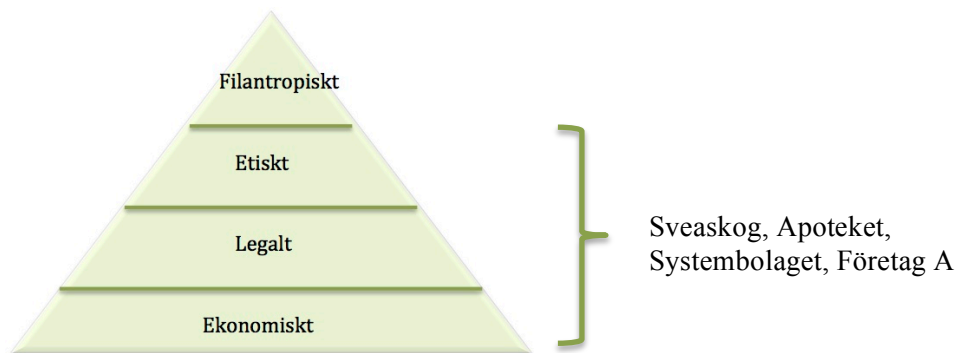 Filantropiskt
Etiskt
Legalt
Ekonomiskt
Sveaskog, Apoteket,
Systembolaget, Företag A